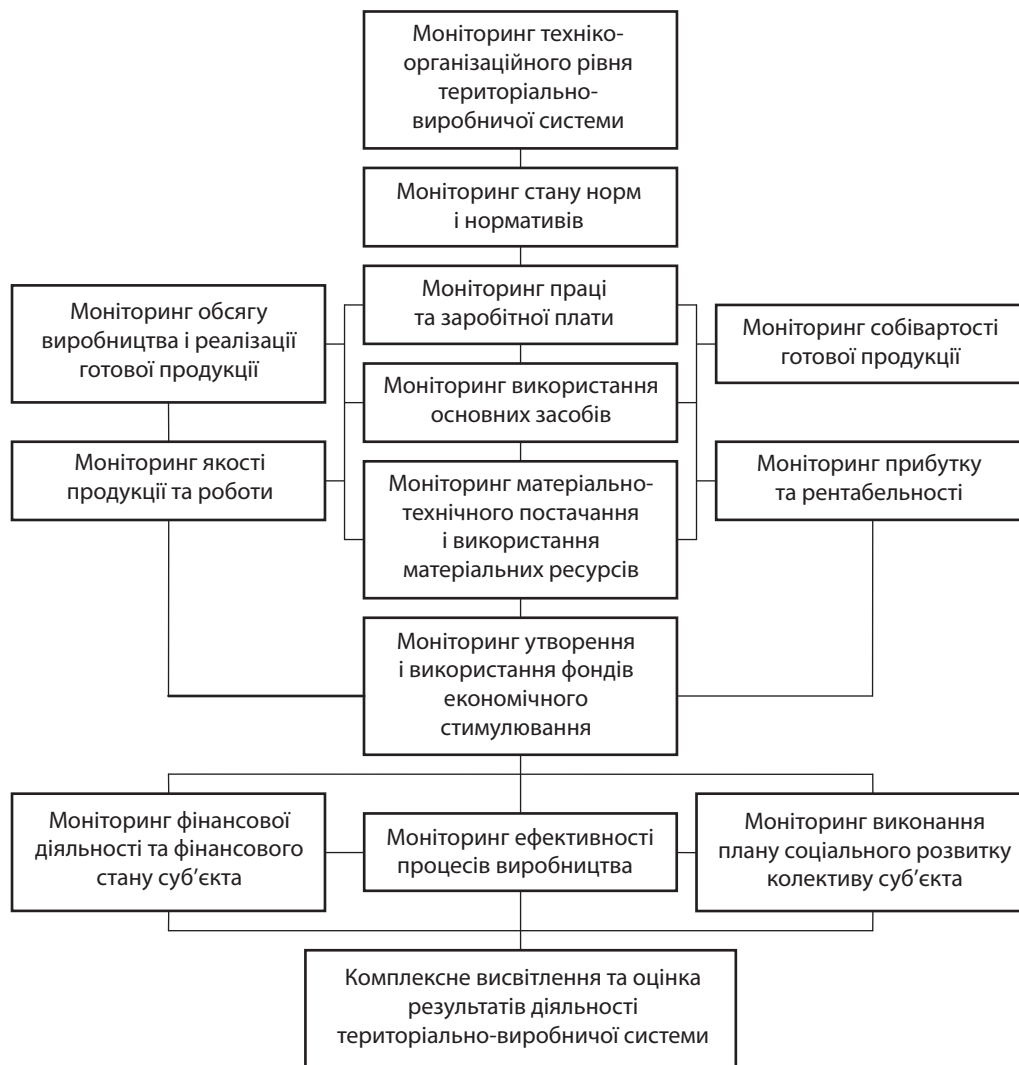 Моніторинг техніко-
організаційного рівня
територіально-
виробничої системи
Моніторинг стану норм
і нормативів
Моніторинг обсягу
виробництва і реалізації
готової продукції
Моніторинг праці
та заробітної плати
Моніторинг собівартості
готової продукції
Моніторинг використання
основних засобів
Моніторинг якості
продукції та роботи
Моніторинг матеріально-
технічного постачання
і використання
матеріальних ресурсів
Моніторинг прибутку
та рентабельності
Моніторинг утворення
і використання фондів
економічного
стимулювання
Моніторинг фінансової
діяльності та фінансового
стану суб’єкта
Моніторинг ефективності
процесів виробництва
Моніторинг виконання
плану соціального розвитку
колективу суб’єкта
Комплексне висвітлення та оцінка
результатів діяльності
територіально-виробничої системи